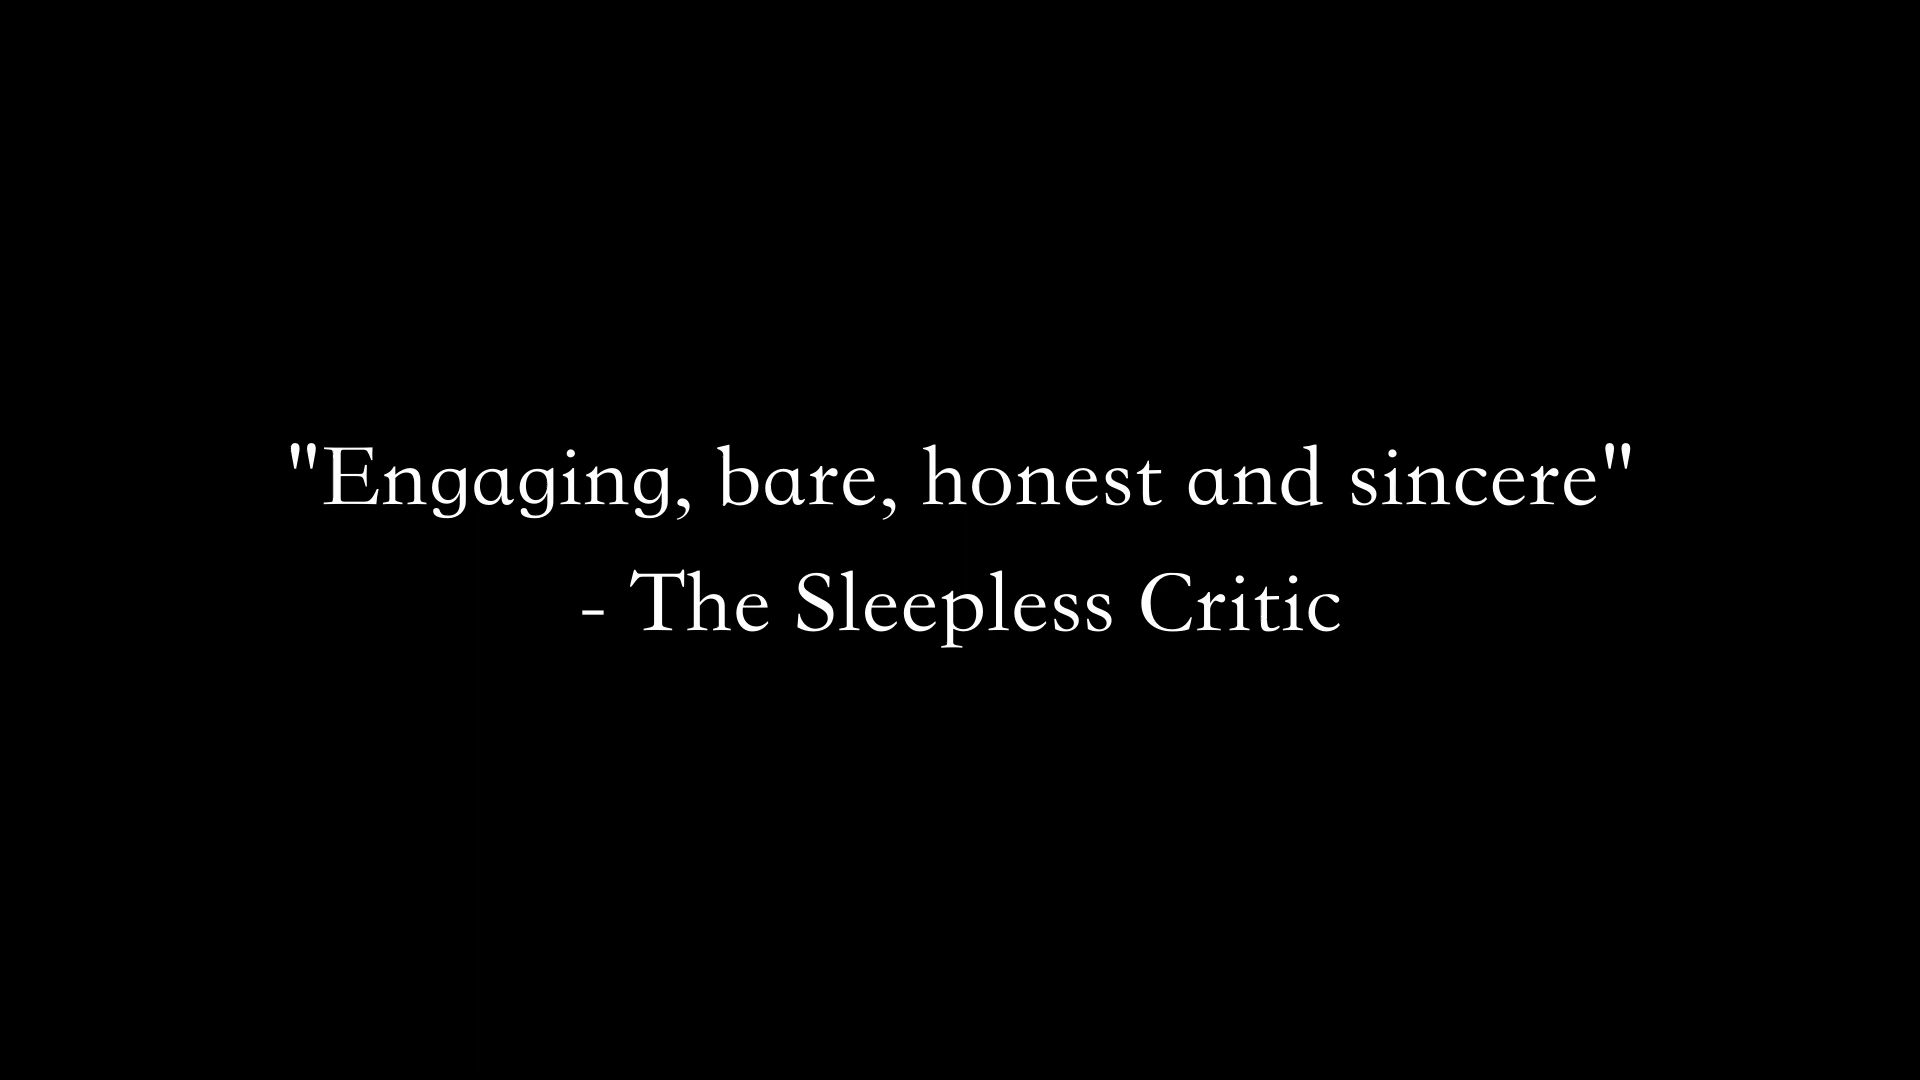 "Engaging, bare, honest and sincere"
- The Sleepless Critic